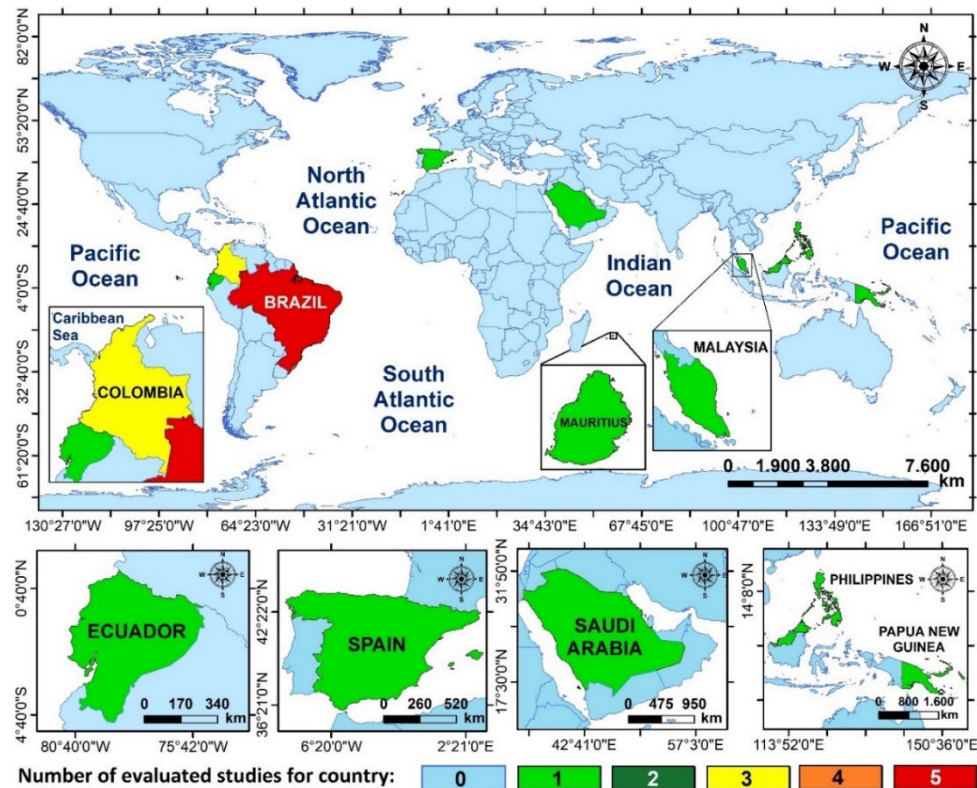 N
W E
S
82°0'0"N
53°20'0"N
24°40'0"N
4°0'0"S
32°40'0"S
61°20'0"S
North
Atlantic
Ocean
Pacific
Ocean
Pacific
Ocean
Indian
Ocean
BRAZIL
Caribbean
Sea
COLOMBIA
South
Atlantic
Ocean
MAURITIUS
MALAYSIA
0 1.900 3.800 7.600
km
130°27'0"W 97°25'0"W 64°23'0"W 31°21'0"W 1°41'0"E 34°43'0"E 67°45'0"E 100°47'0"E 133°49'0"E 166°51'0"E
0°40'0"N
4°40'0"S
N
W E
S
ECUADOR
0 170 340
km
80°40'0"W 75°42'0"W
42°22'0"N
36°21'0"N
N
W E
S
SPAIN
0 260 520
km
6°20'0"W 2°21'0"E
31°50'0"N
17°30'0"N
N
W E
S
SAUDI
ARABIA
0 475 950
km
42°41'0"E 57°3'0"E
14°8'0"N
N
W E
S
PHILIPPINES
PAPUA NEW
GUINEA
0 800 1.600
km
113°52'0"E 150°36'0"E
Number of evaluated studies for country: 0 1 2 3 4 5